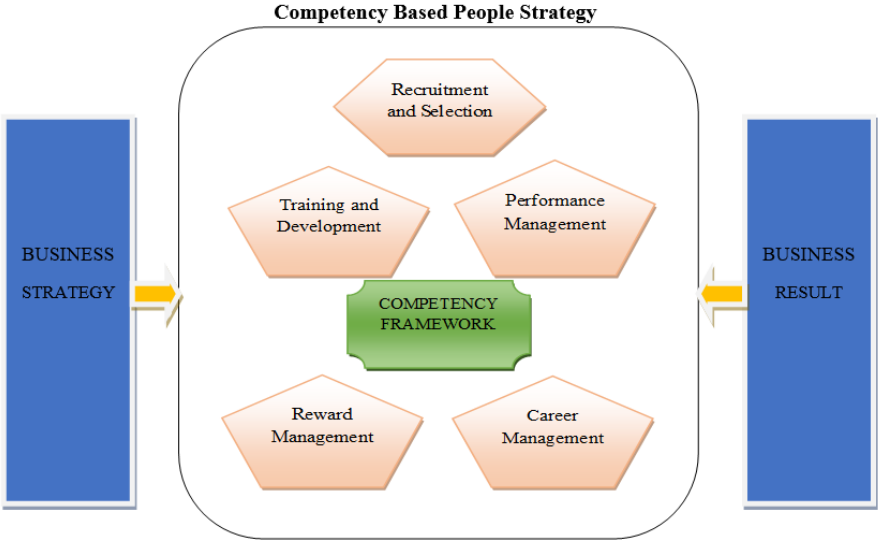 Competency Based People Strategy
Recruitment
and Selection
Training and
Development
Performance
Management
BUSINESS
STRATEGY
COMPETENCY
FRAMEWORK
BUSINESS
RESULT
Reward
Management
Career
Management